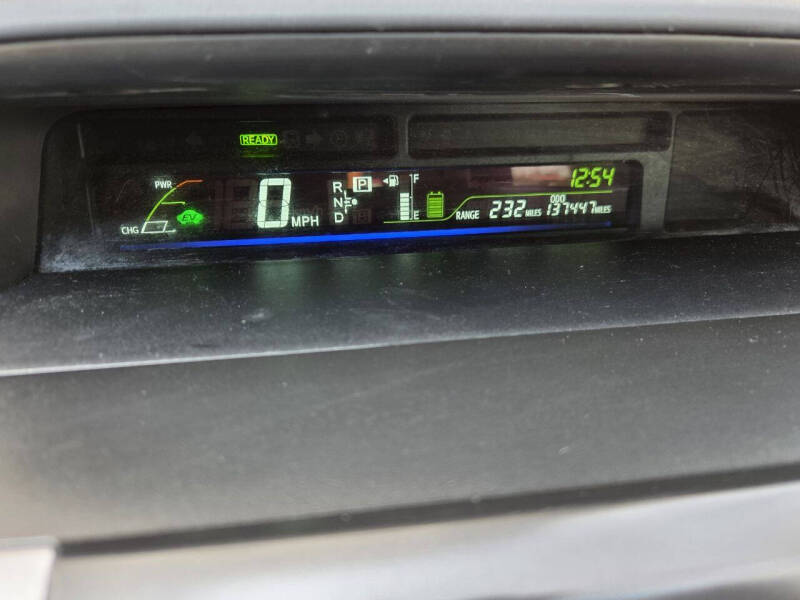 READY
PWR
CHG
EV
0 MPH
R
N
D
P
F
E
12:54
RANGE 232 MILES
ODO
137447 MILES